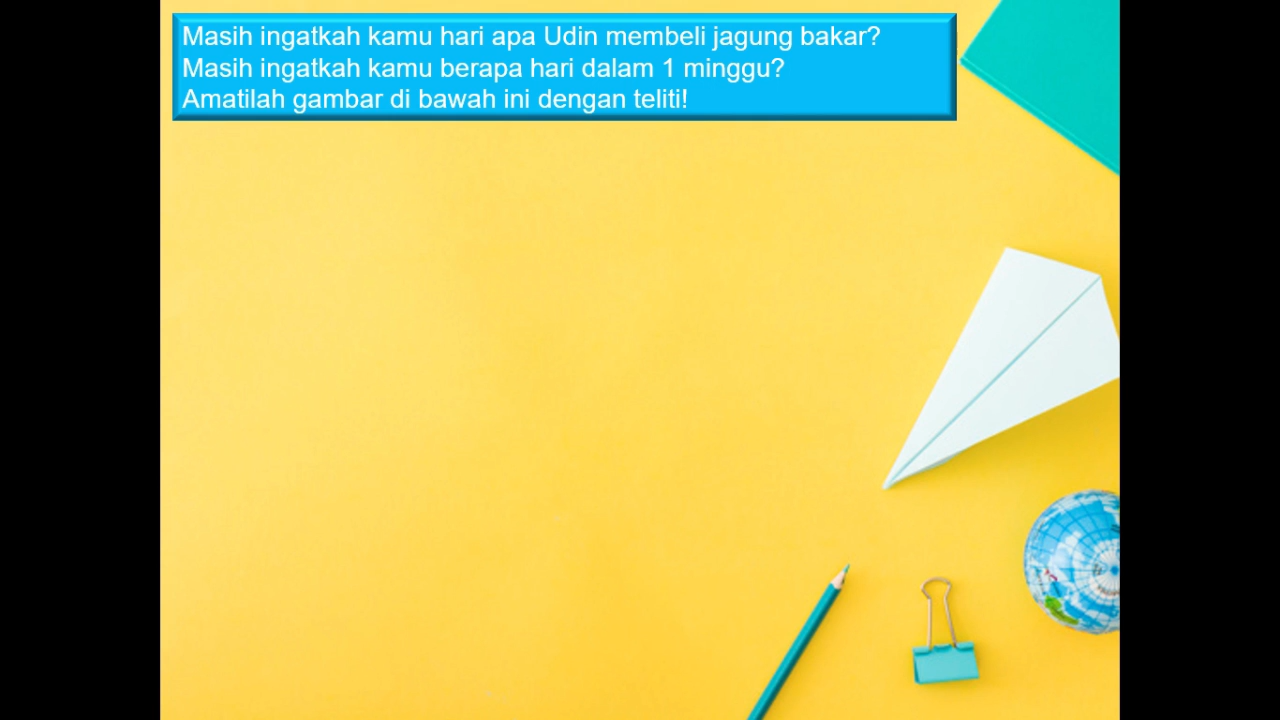 Masih ingatkah kamu hari apa Udin membeli jagung bakar?
Masih ingatkah kamu berapa hari dalam 1 minggu?
Amatilah gambar di bawah ini dengan teliti!